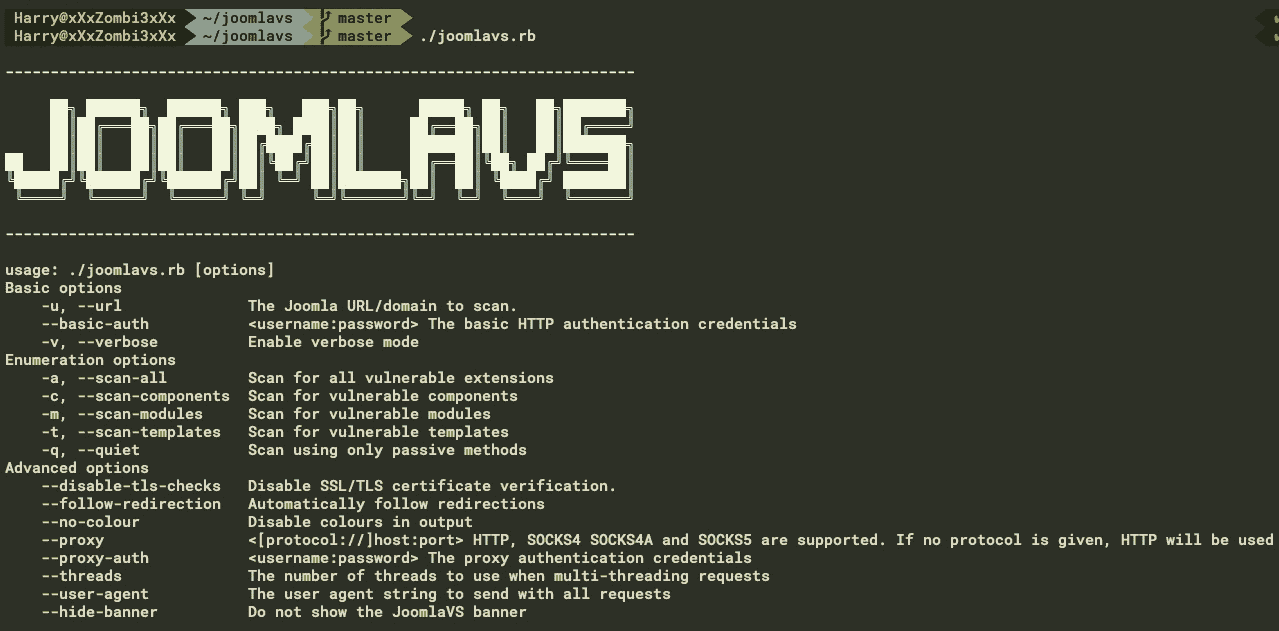 Harry@xXxZombi3xXx ~/joomlavs master
Harry@xXxZombi3xXx ~/joomlavs master ./joomlavs.rb
----------------------------------------------------------------------
JOOMLAVS
----------------------------------------------------------------------
usage: ./joomlavs.rb [options]
Basic options
    -u, --url              The Joomla URL/domain to scan.
    --basic-auth           <username:password> The basic HTTP authentication credentials
    -v, --verbose          Enable verbose mode
Enumeration options
    -a, --scan-all         Scan for all vulnerable extensions
    -c, --scan-components  Scan for vulnerable components
    -m, --scan-modules     Scan for vulnerable modules
    -t, --scan-templates   Scan for vulnerable templates
    -q, --quiet            Scan using only passive methods
Advanced options
    --disable-tls-checks   Disable SSL/TLS certificate verification.
    --follow-redirection   Automatically follow redirections
    --no-colour            Disable colours in output
    --proxy                <[protocol://]host:port> HTTP, SOCKS4 SOCKS4A and SOCKS5 are supported. If no protocol is given, HTTP will be used
    --proxy-auth           <username:password> The proxy authentication credentials
    --threads              The number of threads to use when multi-threading requests
    --user-agent           The user agent string to send with all requests
    --hide-banner          Do not show the JoomlaVS banner